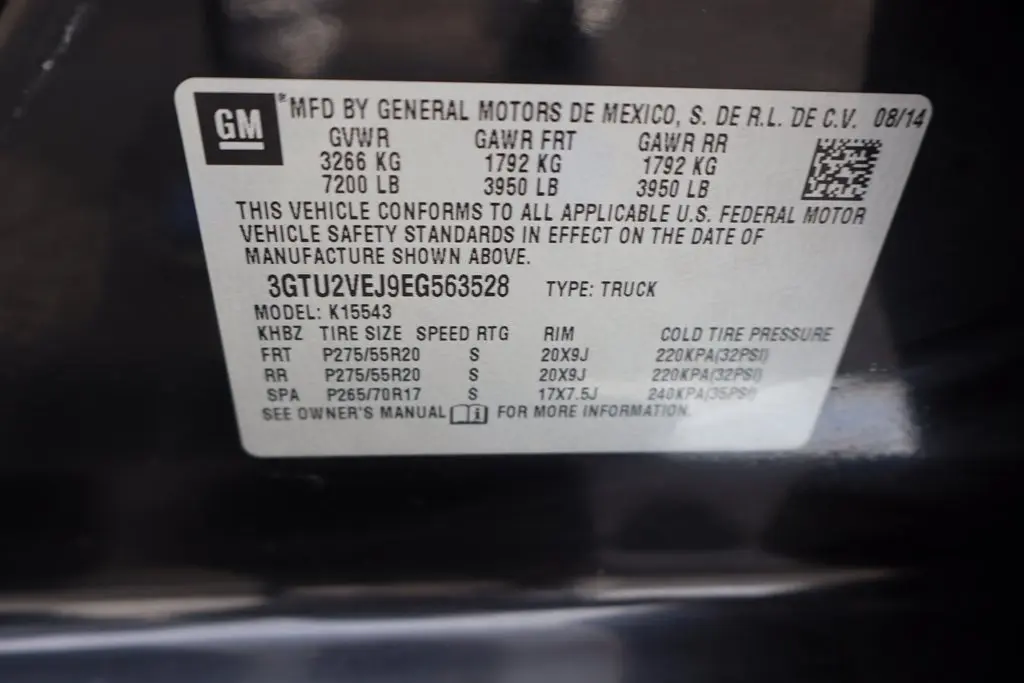 GM *MFD BY GENERAL MOTORS DE MEXICO, S. DE R.L. DE C.V. 08/14
GVWR GAWR FRT GAWR RR
3266 KG 1792 KG 1792 KG
7200 LB 3950 LB 3950 LB
THIS VEHICLE CONFORMS TO ALL APPLICABLE U.S. FEDERAL MOTOR
VEHICLE SAFETY STANDARDS IN EFFECT ON THE DATE OF
MANUFACTURE SHOWN ABOVE.
3GTU2VEJ9EG563528 TYPE: TRUCK
MODEL: K15543
KHBZ TIRE SIZE SPEED RTG RIM COLD TIRE PRESSURE
FRT P275/55R20 S 20X9J 220KPA(32PSI)
RR P275/55R20 S 20X9J 220KPA(32PSI)
SPA P265/70R17 S 17X7.5J 240KPA(35PSI)
SEE OWNER'S MANUAL i FOR MORE INFORMATION.